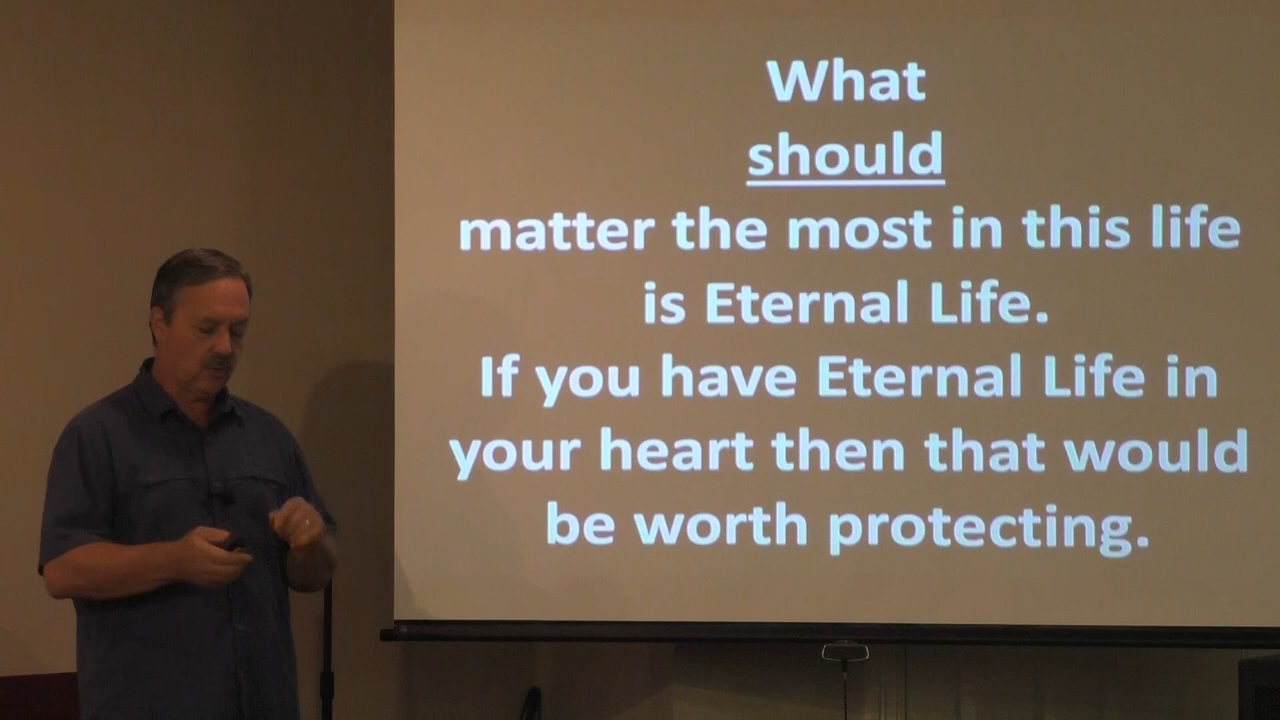 What
should
matter the most in this life
is Eternal Life.
If you have Eternal Life in
your heart then that would
be worth protecting.